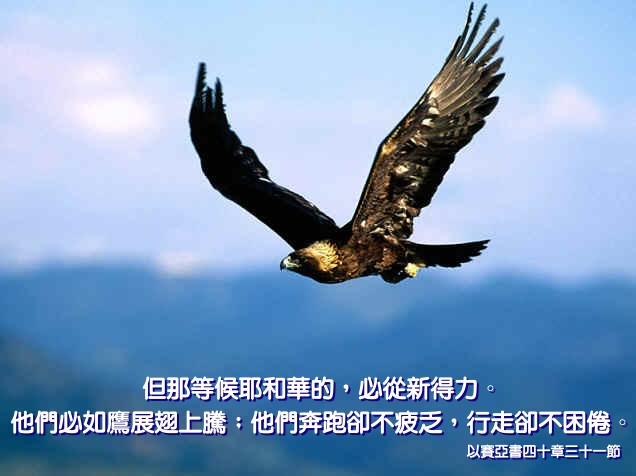 但那等候耶和華的，必從新得力。
他們必如鷹展翅上騰；他們奔跑卻不疲乏，行走卻不困倦。
以賽亞書四十章三十一節